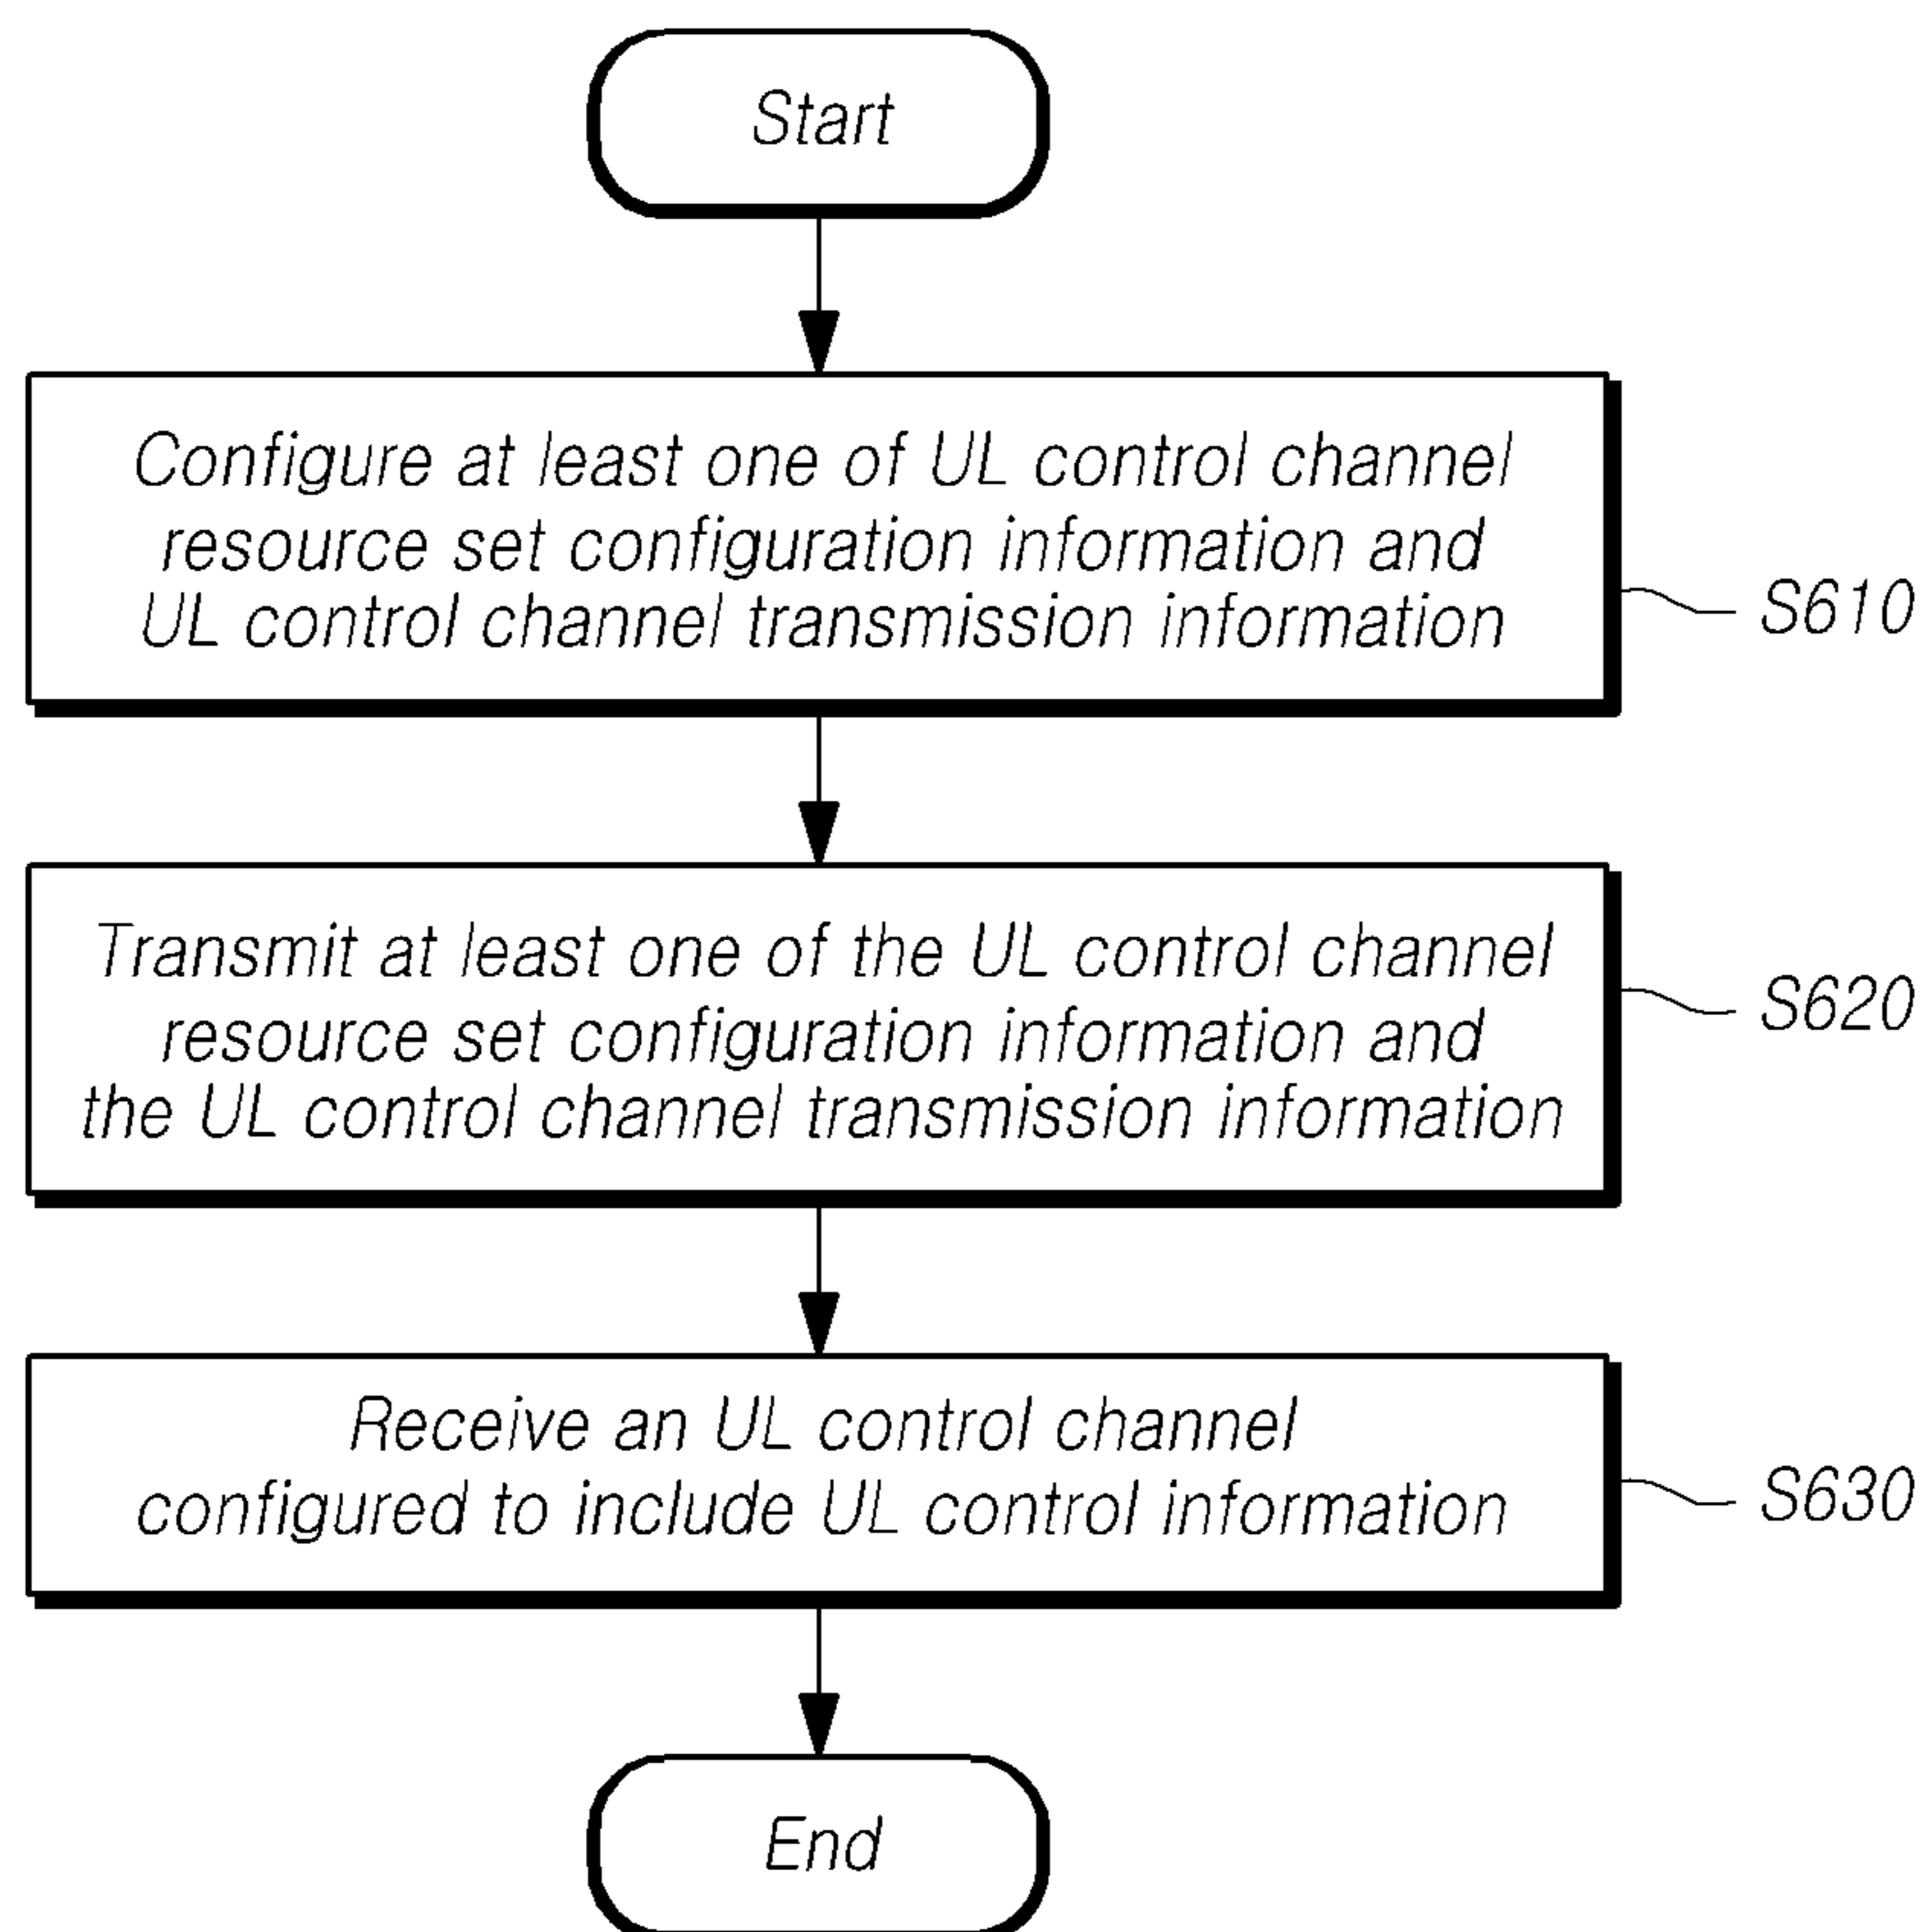 Start
Configure at least one of UL control channel
resource set configuration information and
UL control channel transmission information
S610
Transmit at least one of the UL control channel
resource set configuration information and
the UL control channel transmission information
S620
Receive an UL control channel
configured to include UL control information
S630
End